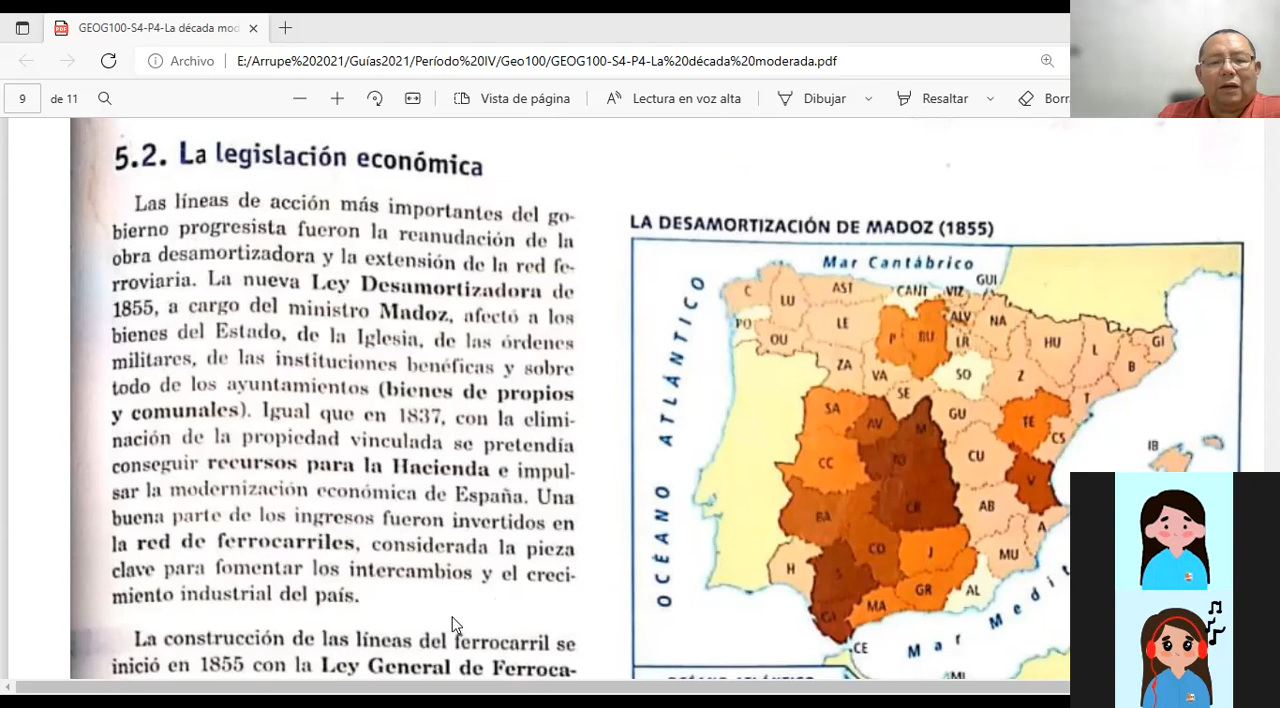 GEOG100-S4-P4-La década mod
Archivo
E:/Arrupe%202021/Guías2021/Período%20IV/Geo100/GEOG100-S4-P4-La%20década%20moderada.pdf
9 de 11
Vista de página
Lectura en voz alta
Dibujar
Resaltar
Borr
5.2. La legislación económica
Las líneas de acción más importantes del go-
bierno progresista fueron la reanudación de la
obra desamortizadora y la extensión de la red fe-
rroviaria. La nueva Ley Desamortizadora de
1855, a cargo del ministro Madoz, afectó a los
bienes del Estado, de la Iglesia, de las órdenes
militares, de las instituciones benéficas y sobre
todo de los ayuntamientos (bienes de propios
y comunales). Igual que en 1837, con la elimi-
nación de la propiedad vinculada se pretendía
conseguir recursos para la Hacienda e impul-
sar la modernización económica de España. Una
buena parte de los ingresos fueron invertidos en
la red de ferrocarriles, considerada la pieza
clave para fomentar los intercambios y el creci-
miento industrial del país.
La construcción de las líneas del ferrocarril se
inició en 1855 con la Ley General de Ferroca-
LA DESAMORTIZACIÓN DE MADOZ (1855)
Mar Cantábrico
OCÉANO ATLÁNTICO
C
LU
AST
CANT
VIZ
GUI
PO
OU
LE
P
BU
ALV
LR
NA
HU
L
GI
B
ZA
VA
SO
Z
T
SE
SA
AV
M
GU
TE
CS
CC
TO
CU
V
IB
BA
CR
AB
A
H
S
CO
J
MU
GR
AL
MA
CA
CE
Mar Medit